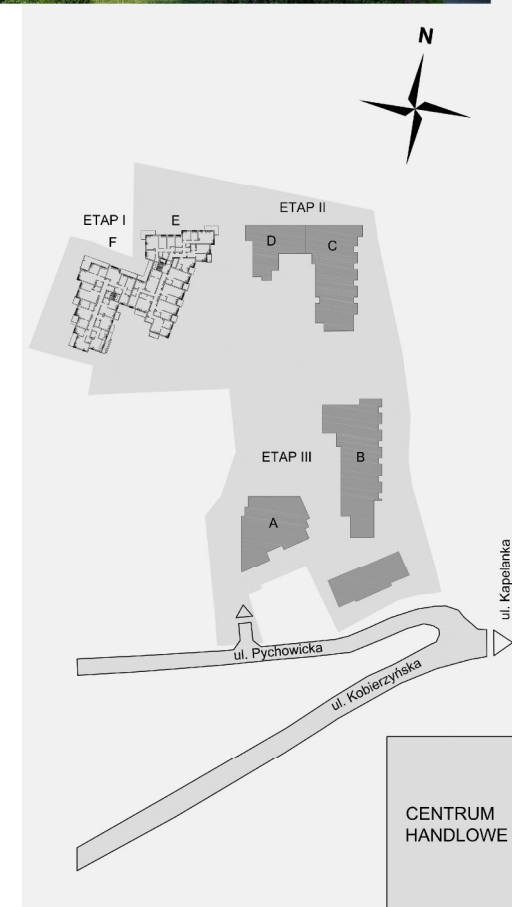 N
ETAP II
ETAP I
E
F
D
C
ETAP III
B
A
ul. Kapelanka
ul. Pychowicka
ul. Kobierzyńska
CENTRUM
HANDLOWE